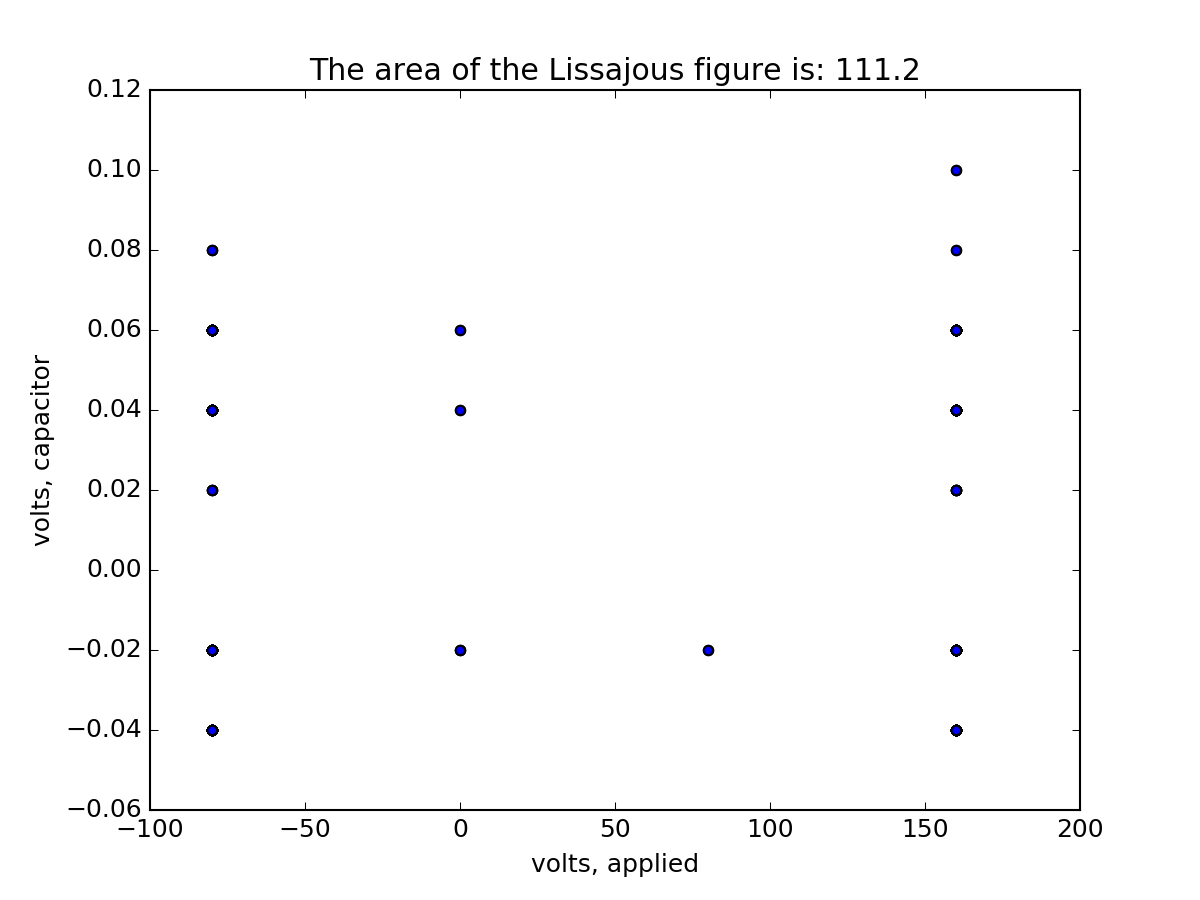 The area of the Lissajous figure is: 111.2
0.12
0.10
0.08
0.06
0.04
0.02
0.00
−0.02
−0.04
−0.06
volts, capacitor
−100 −50 0 50 100 150 200
volts, applied